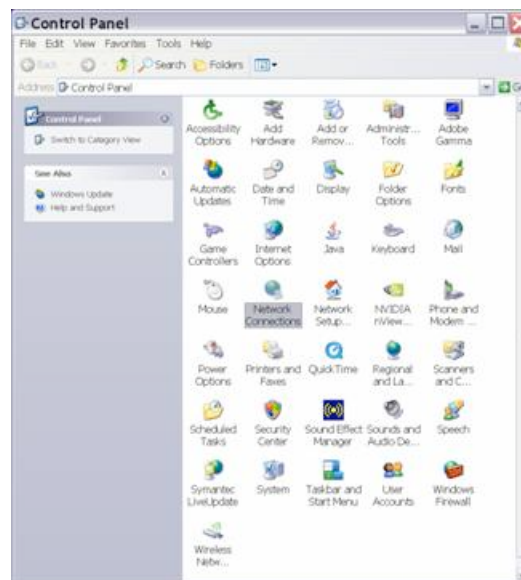 Control Panel
File Edit View Favorites Tools Help
Back Search Folders
Address Control Panel Go
Control Panel
Switch to Category View
See Also
Windows Update
Help and Support
Accessibility Options
Add Hardware
Add or Remov...
Administr... Tools
Adobe Gamma
Automatic Updates
Date and Time
Display
Folder Options
Fonts
Game Controllers
Internet Options
Java
Keyboard
Mail
Mouse
Network Connections
Network Setup...
NVIDIA nView...
Phone and Modem ...
Power Options
Printers and Faxes
QuickTime
Regional and La...
Scanners and C...
Scheduled Tasks
Security Center
Sound Effect Manager
Sounds and Audio De...
Speech
Symantec LiveUpdate
System
Taskbar and Start Menu
User Accounts
Windows Firewall
Wireless Netw...